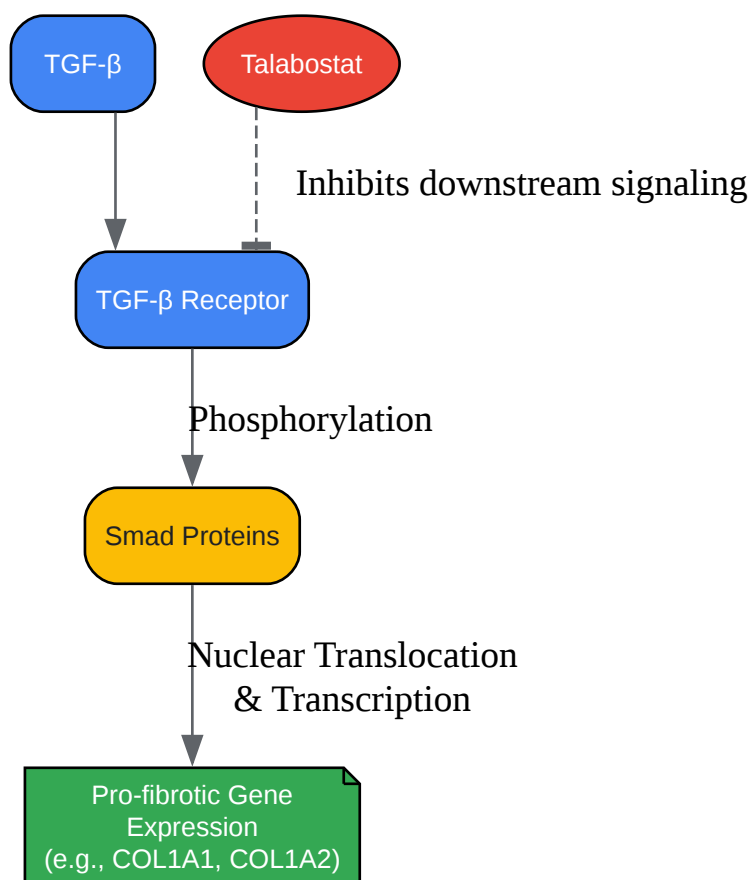 TGF-β
Talabostat
Inhibits downstream signaling
TGF-β Receptor
Phosphorylation
Smad Proteins
Nuclear Translocation
& Transcription
Pro-fibrotic Gene
Expression
(e.g., COL1A1, COL1A2)